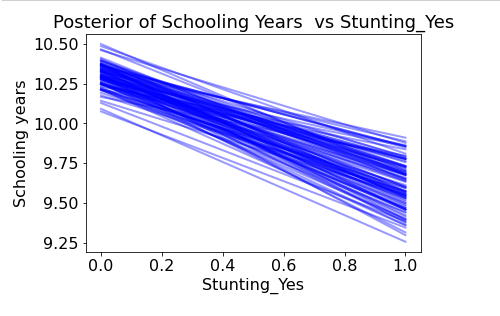 Posterior of Schooling Years  vs Stunting_Yes
10.50
10.25
10.00
9.75
9.50
9.25
Schooling years
0.0 0.2 0.4 0.6 0.8 1.0
Stunting_Yes